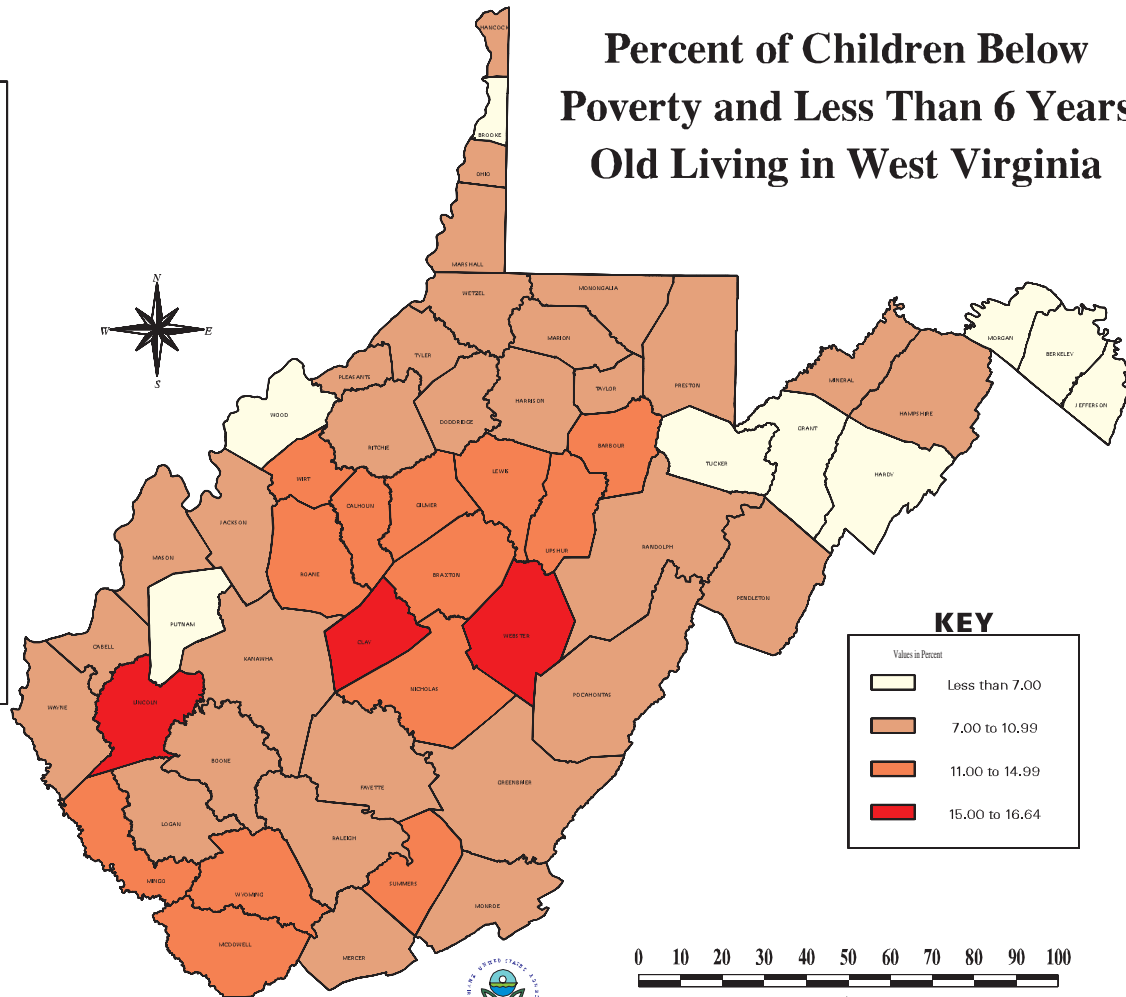 Percent of Children Below
Poverty and Less Than 6 Years
Old Living in West Virginia
HANCOCK
BROOKE
OHIO
MARSHALL
N
W
E
S
WETZEL
MONONGALIA
MARION
TYLER
PLEASANTS
TAYLOR
PRESTON
HARRISON
DODDRIDGE
WOOD
RITCHIE
BARBOUR
MORGAN
BERKELEY
JEFFERSON
MINERAL
HAMPSHIRE
GRANT
TUCKER
HARDY
LEWIS
WIRT
CALHOUN
GILMER
JACKSON
UPSHUR
RANDOLPH
MASON
ROANE
BRAXTON
PENDLETON
PUTNAM
CLAY
WEBSTER
CABELL
KANAWHA
NICHOLAS
POCAHONTAS
LINCOLN
WAYNE
BOONE
GREENBRIER
FAYETTE
LOGAN
RALEIGH
MINGO
WYOMING
SUMMERS
MONROE
MCDOWELL
MERCER
KEY
Values in Percent
Less than 7.00
7.00 to 10.99
11.00 to 14.99
15.00 to 16.64
0 10 20 30 40 50 60 70 80 90 100
UNITED STATES